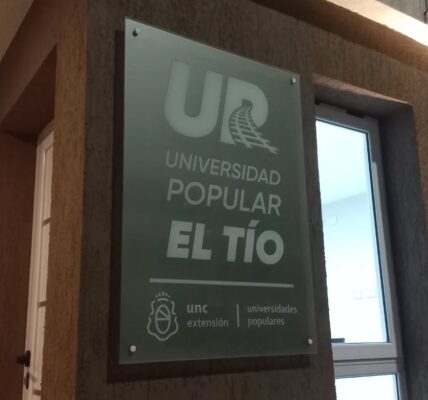 UP
UNIVERSIDAD
POPULAR
EL TÍO
unc
extensión
universidades
populares